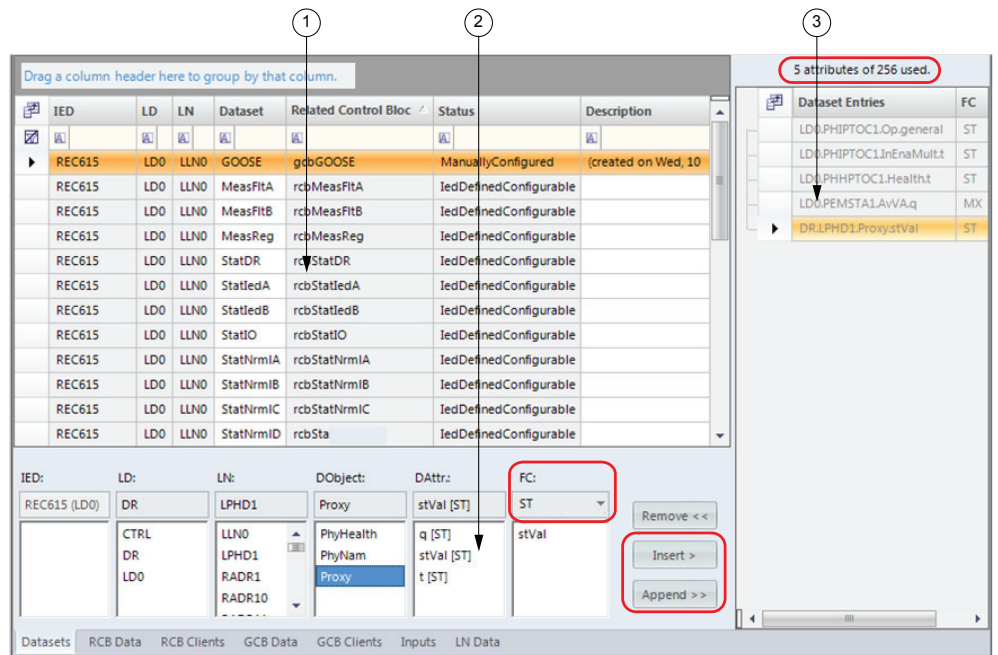 1 2 3
Drag a column header here to group by that column.
5 attributes of 256 used.
IED LD LN Dataset Related Control Bloc Status Description
REC615 LD0 LLN0 GOOSE gcbGOOSE ManuallyConfigured (created on Wed, 10
REC615 LD0 LLN0 MeasFltA rcbMeasFltA IedDefinedConfigurable
REC615 LD0 LLN0 MeasFltB rcbMeasFltB IedDefinedConfigurable
REC615 LD0 LLN0 MeasReg rcbMeasReg IedDefinedConfigurable
REC615 LD0 LLN0 StatDR rcbStatDR IedDefinedConfigurable
REC615 LD0 LLN0 StatIedA rcbStatIedA IedDefinedConfigurable
REC615 LD0 LLN0 StatIedB rcbStatIedB IedDefinedConfigurable
REC615 LD0 LLN0 StatIO rcbStatIO IedDefinedConfigurable
REC615 LD0 LLN0 StatNrmIA rcbStatNrmIA IedDefinedConfigurable
REC615 LD0 LLN0 StatNrmIB rcbStatNrmIB IedDefinedConfigurable
REC615 LD0 LLN0 StatNrmIC rcbStatNrmIC IedDefinedConfigurable
REC615 LD0 LLN0 StatNrmID rcbSta IedDefinedConfigurable
Dataset Entries FC
LD0.PHIPTOC1.Op.general ST
LD0.PHIPTOC1.InEnaMult.t ST
LD0.PHHPTOC1.Health.t ST
LD0.PEMSTA1.AvVA.q MX
DR.LPHD1.Proxy.stVal ST
IED: LD: LN: DObject: DAttr.: FC:
REC615 (LD0) DR LPHD1 Proxy stVal [ST] ST
CTRL LLN0 PhyHealth q [ST] stVal
DR LPHD1 PhyNam stVal [ST]
LD0 RADR1 Proxy t [ST]
RADR10
Remove <<
Insert >
Append >>
Datasets RCB Data RCB Clients GCB Data GCB Clients Inputs LN Data